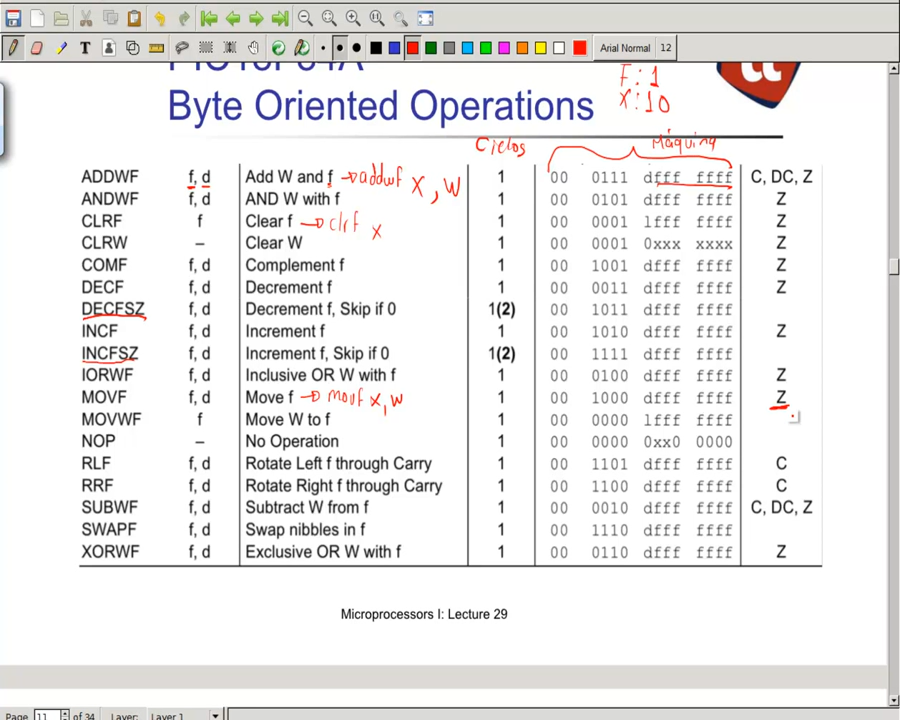 T
Arial Normal 12
PIC16F84A
F: 1
X: 10
Byte Oriented Operations
Ciclos
Máquina
ADDWF f, d Add W and f → addwf X, W 1 00 0111 dfff ffff C, DC, Z
ANDWF f, d AND W with f 1 00 0101 dfff ffff Z
CLRF f Clear f → clrf x 1 00 0001 1fff ffff Z
CLRW – Clear W 1 00 0001 0xxx xxxx Z
COMF f, d Complement f 1 00 1001 dfff ffff Z
DECF f, d Decrement f 1 00 0011 dfff ffff Z
DECFSZ f, d Decrement f, Skip if 0 1(2) 00 1011 dfff ffff
INCF f, d Increment f 1 00 1010 dfff ffff Z
INCFSZ f, d Increment f, Skip if 0 1(2) 00 1111 dfff ffff
IORWF f, d Inclusive OR W with f 1 00 0100 dfff ffff Z
MOVF f, d Move f → movf x, w 1 00 1000 dfff ffff Z
MOVWF f Move W to f 1 00 0000 1fff ffff
NOP – No Operation 1 00 0000 0xx0 0000
RLF f, d Rotate Left f through Carry 1 00 1101 dfff ffff C
RRF f, d Rotate Right f through Carry 1 00 1100 dfff ffff C
SUBWF f, d Subtract W from f 1 00 0010 dfff ffff C, DC, Z
SWAPF f, d Swap nibbles in f 1 00 1110 dfff ffff
XORWF f, d Exclusive OR W with f 1 00 0110 dfff ffff Z
Microprocessors I: Lecture 29
Page 11 of 34 Layer: Layer 1